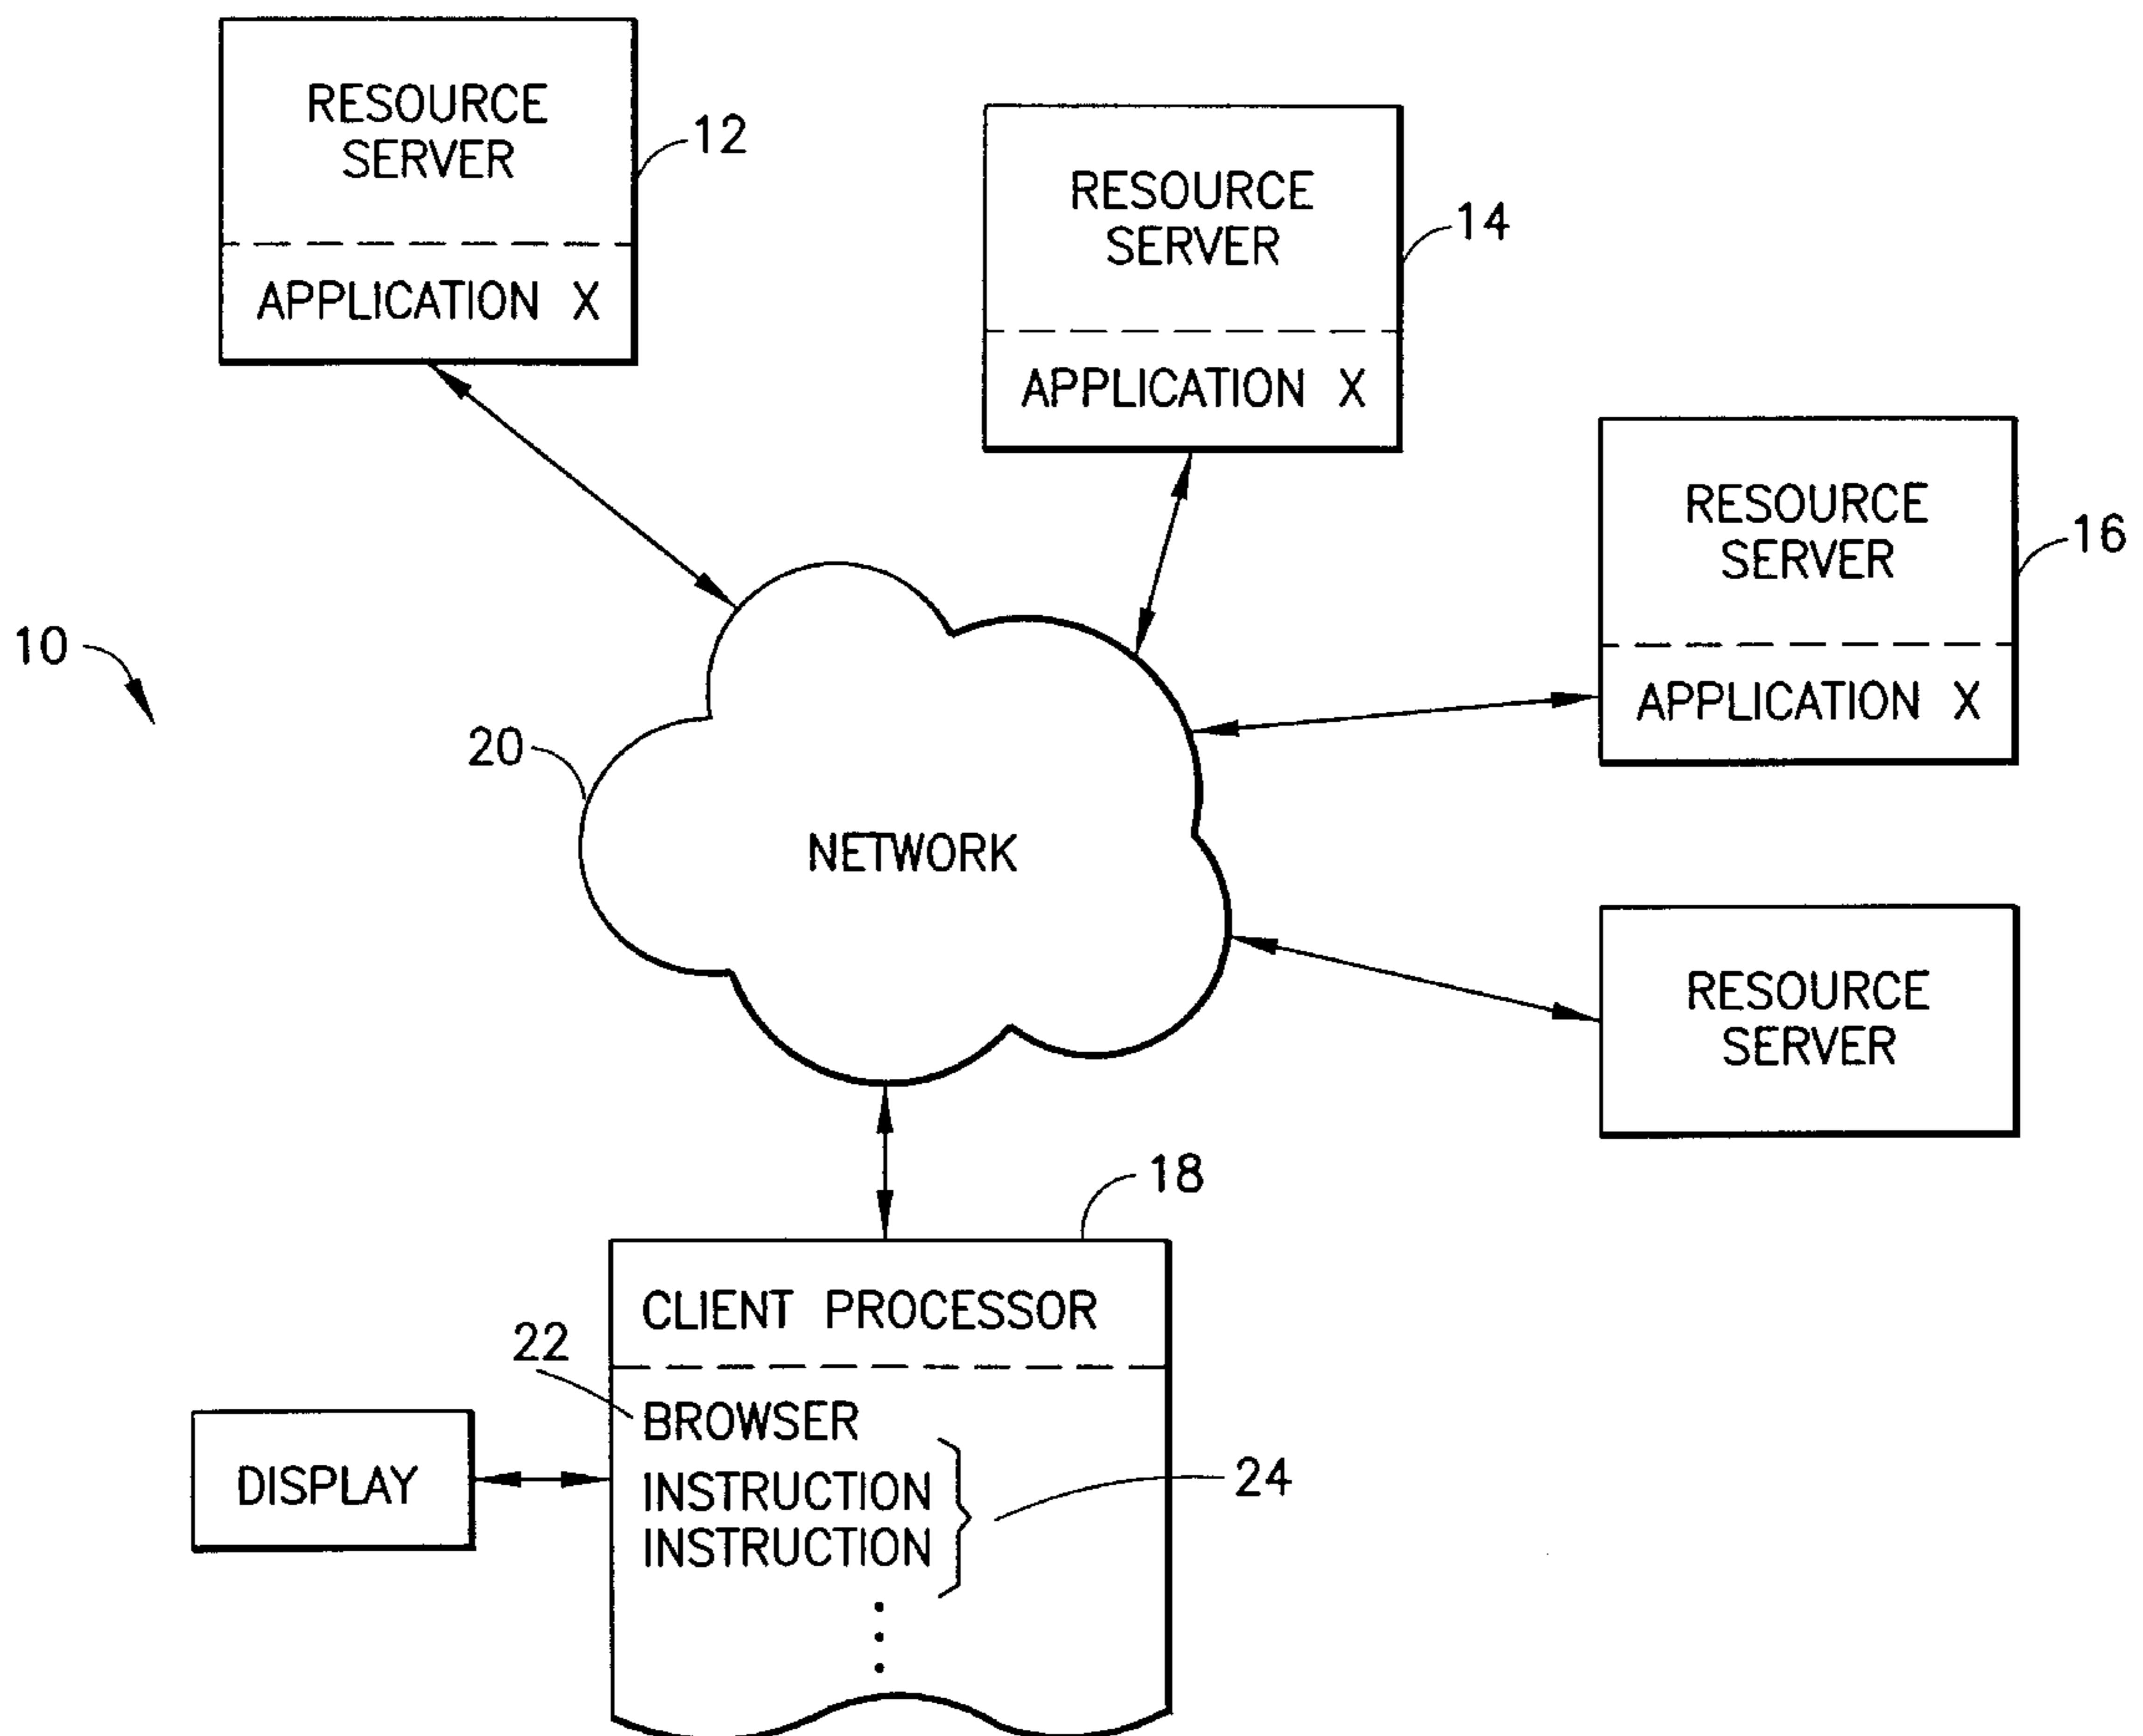 RESOURCE
SERVER
APPLICATION X
12
RESOURCE
SERVER
APPLICATION X
14
RESOURCE
SERVER
APPLICATION X
16
10
20
NETWORK
RESOURCE
SERVER
18
CLIENT PROCESSOR
22
BROWSER
INSTRUCTION
INSTRUCTION
24
DISPLAY